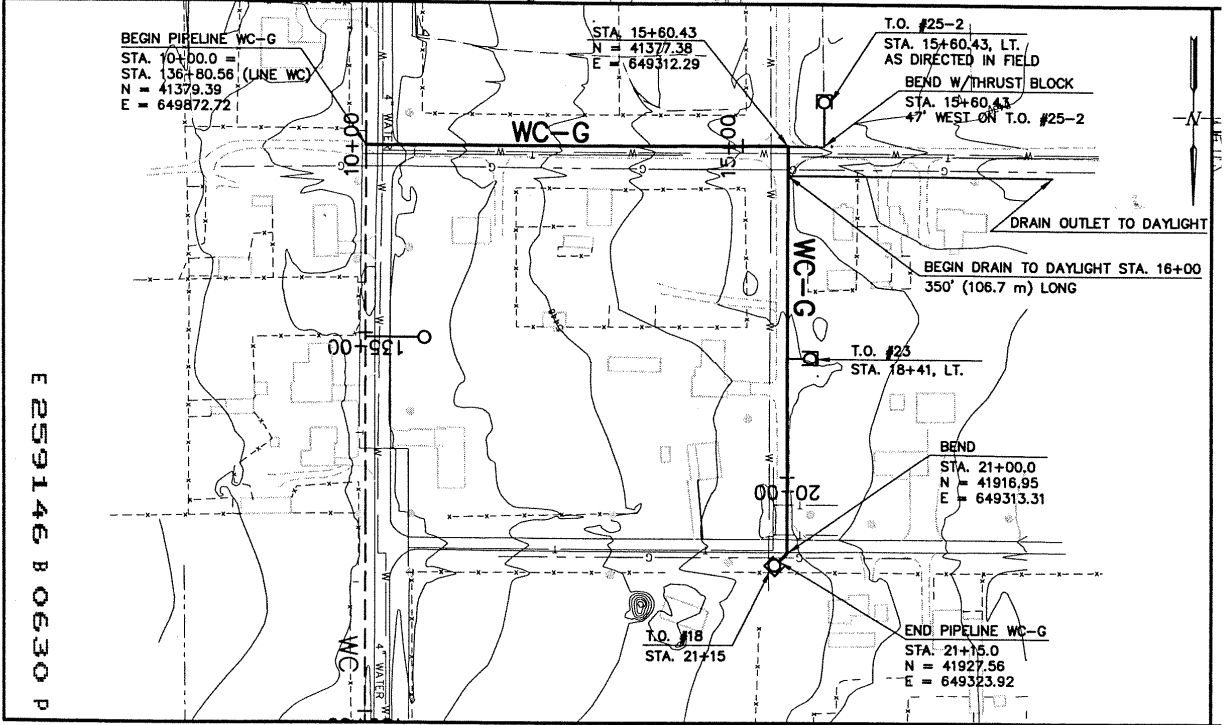 BEGIN PIPELINE WC-G
STA. 10+00.0 =
STA. 136+80.56 (LINE WC)
N = 41379.39
E = 649872.72
STA. 15+60.43
N = 41377.38
E = 649312.29
T.O. #25-2
STA. 15+60.43, LT.
AS DIRECTED IN FIELD
BEND W/THRUST BLOCK
STA. 15+60.43
47' WEST ON T.O. #25-2
N
4" WATER
10+00
WC-G
15+00
W
T
W
W
T
W
G
G
G
DRAIN OUTLET TO DAYLIGHT
BEGIN DRAIN TO DAYLIGHT STA. 16+00
350' (106.7 m) LONG
WC-G
135+00
T.O. #23
STA. 18+41, LT.
BEND
STA. 21+00.0
N = 41916.95
E = 649313.31
20+00
T.O. #18
STA. 21+15
END PIPELINE WC-G
STA. 21+15.0
N = 41927.56
E = 649323.92
WC
4" WATER
E 259146 B 0630 P